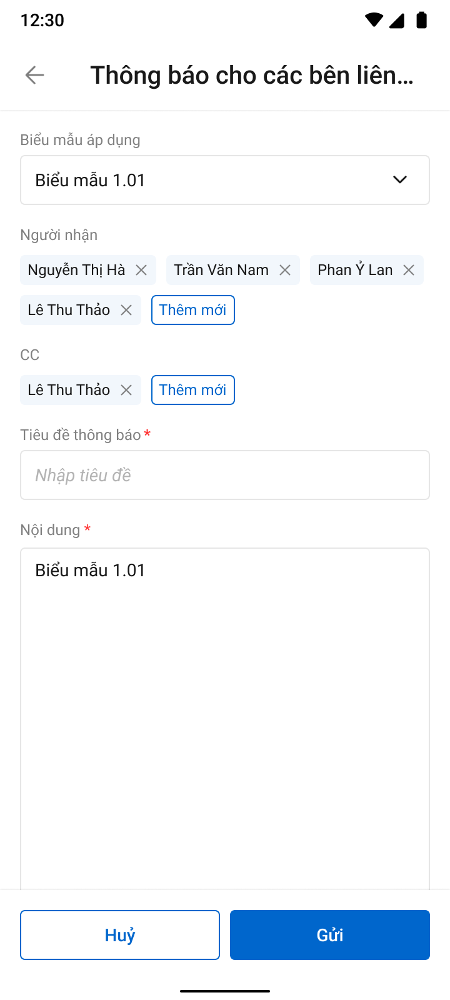 12:30
Thông báo cho các bên liên...
Biểu mẫu áp dụng
Biểu mẫu 1.01
Người nhận
Nguyễn Thị Hà Trần Văn Nam Phan Ỷ Lan
Lê Thu Thảo Thêm mới
CC
Lê Thu Thảo Thêm mới
Tiêu đề thông báo *
Nhập tiêu đề
Nội dung *
Biểu mẫu 1.01
Huỷ Gửi